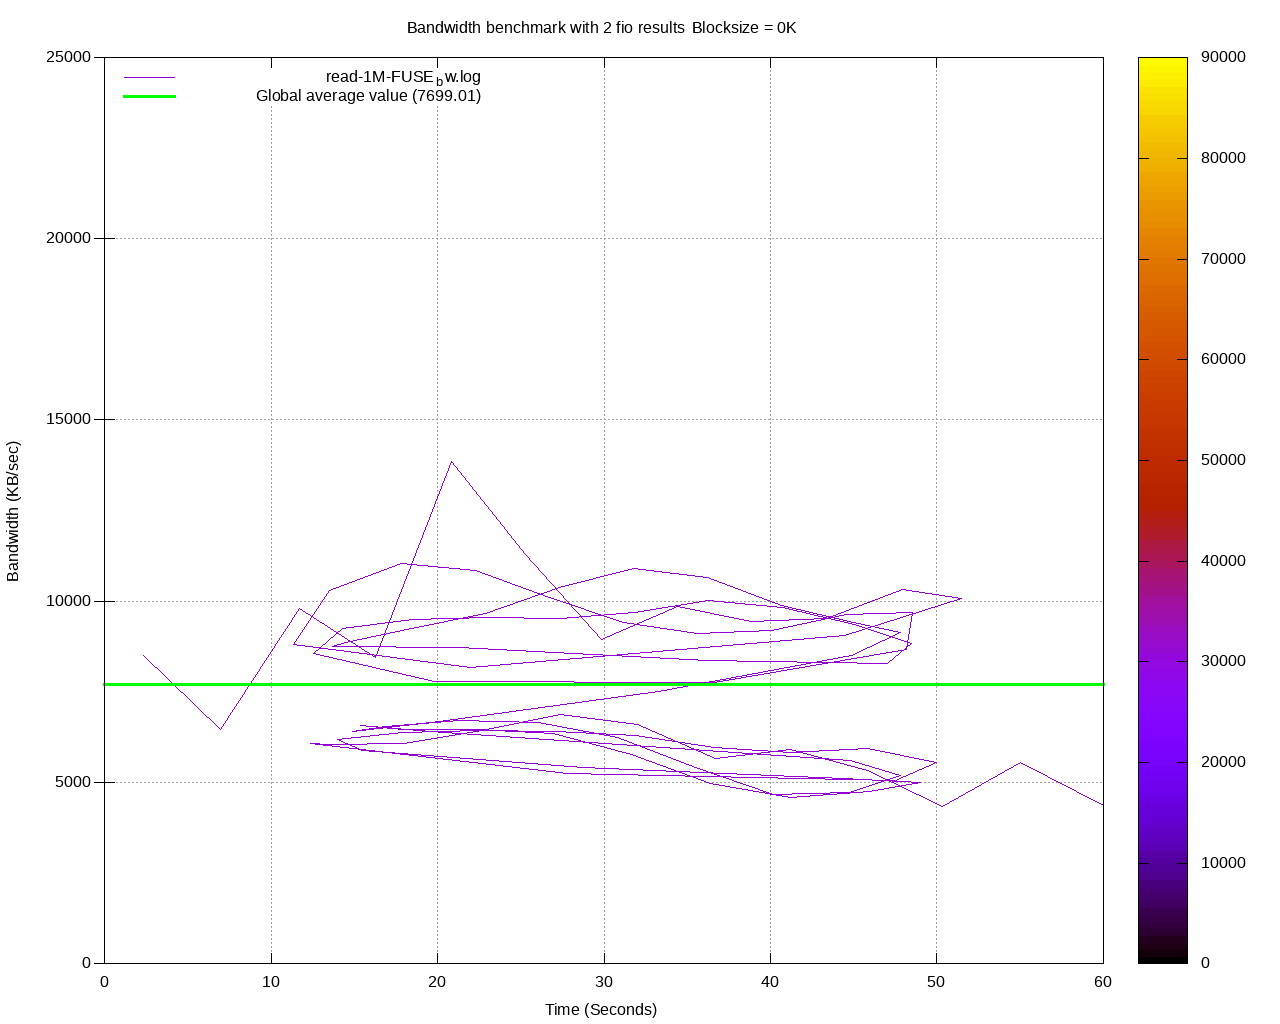 Bandwidth benchmark with 2 fio results Blocksize = 0K
read-1M-FUSE_bw.log
Global average value (7699.01)
25000
20000
15000
10000
5000
0
Bandwidth (KB/sec)
0 10 20 30 40 50 60
Time (Seconds)
90000
80000
70000
60000
50000
40000
30000
20000
10000
0